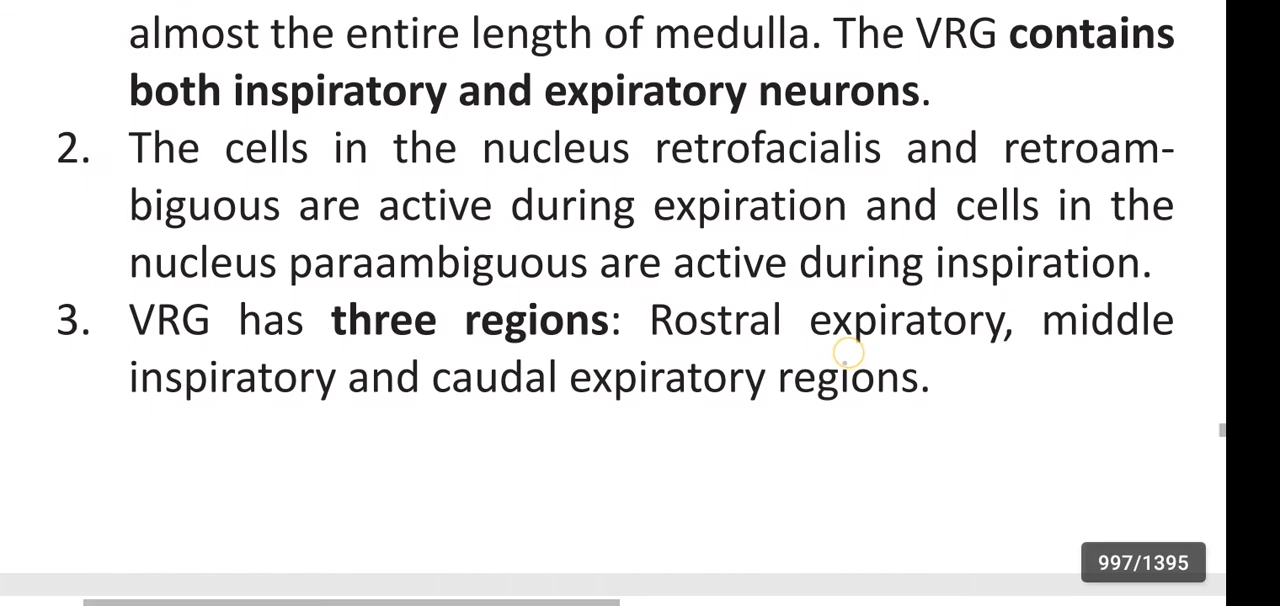 almost the entire length of medulla. The VRG contains
both inspiratory and expiratory neurons.
2. The cells in the nucleus retrofacialis and retroam-
biguous are active during expiration and cells in the
nucleus paraambiguous are active during inspiration.
3. VRG has three regions: Rostral expiratory, middle
inspiratory and caudal expiratory regions.
997/1395